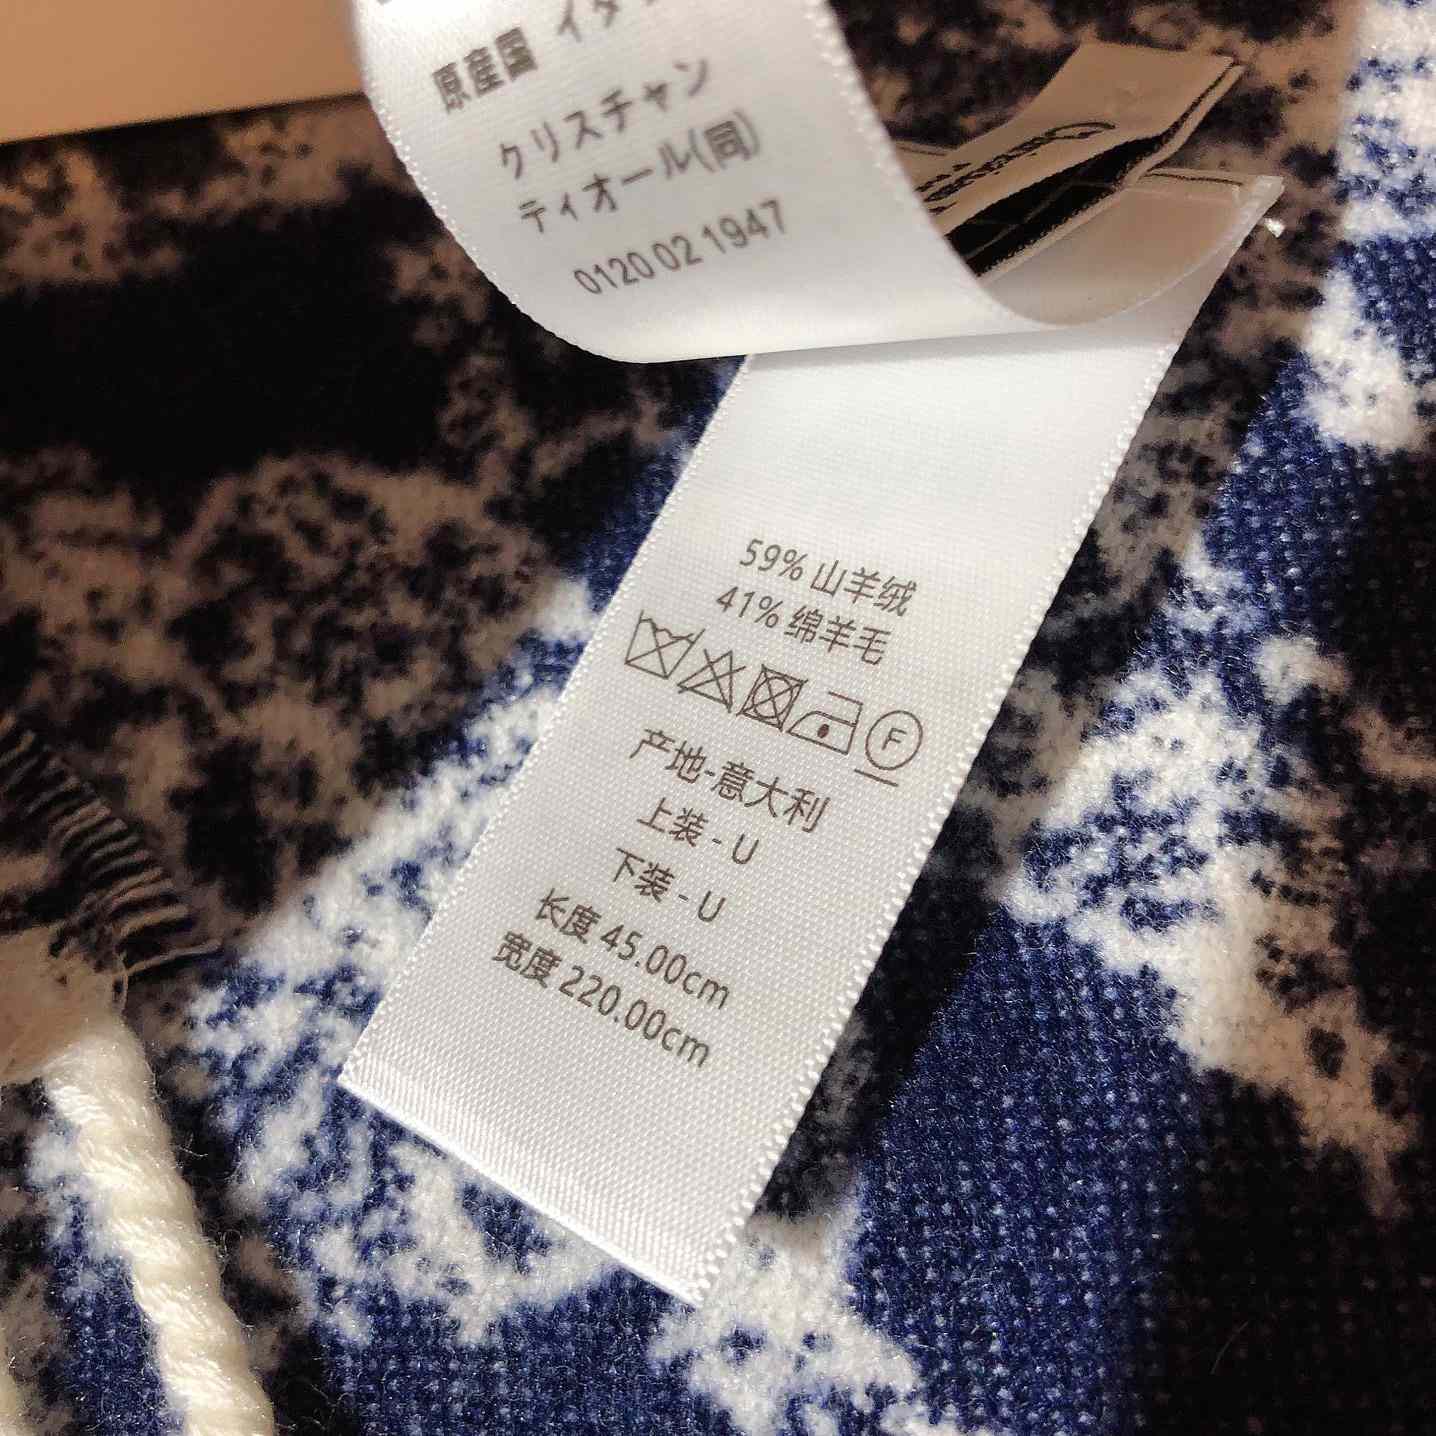 原産国 イタ
クリスチャン
ディオール(同)
0120 02 1947
59% 山羊绒
41% 绵羊毛
F
产地-意大利
上装 - U
下装 - U
长度 45.00cm
宽度 220.00cm